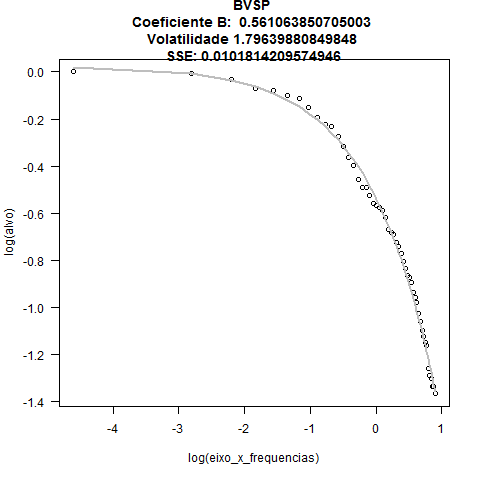 BVSP
Coeficiente B: 0.561063850705003
Volatilidade 1.79639880849848
SSE: 0.0101814209574946
0.0
-0.2
-0.4
-0.6
-0.8
-1.0
-1.2
-1.4
log(alvo)
-4
-3
-2
-1
0
1
log(eixo_x_frequencias)